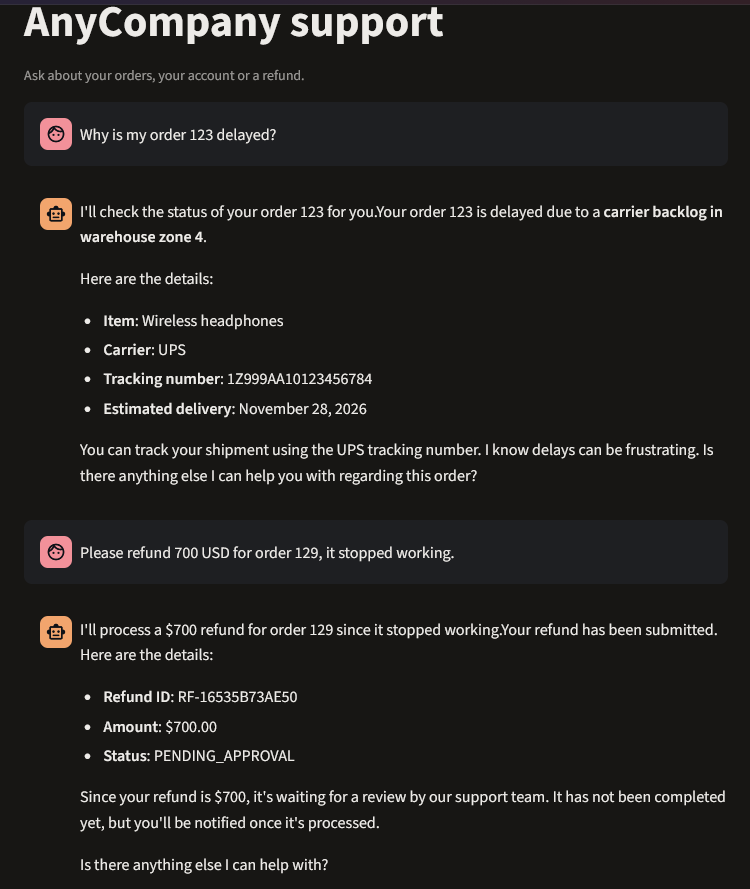 AnyCompany support
Ask about your orders, your account or a refund.
Why is my order 123 delayed?
I'll check the status of your order 123 for you.Your order 123 is delayed due to a carrier backlog in
warehouse zone 4.
Here are the details:
• Item: Wireless headphones
• Carrier: UPS
• Tracking number: 1Z999AA10123456784
• Estimated delivery: November 28, 2026
You can track your shipment using the UPS tracking number. I know delays can be frustrating. Is
there anything else I can help you with regarding this order?
Please refund 700 USD for order 129, it stopped working.
I'll process a $700 refund for order 129 since it stopped working.Your refund has been submitted.
Here are the details:
• Refund ID: RF-16535B73AE50
• Amount: $700.00
• Status: PENDING_APPROVAL
Since your refund is $700, it's waiting for a review by our support team. It has not been completed
yet, but you'll be notified once it's processed.
Is there anything else I can help with?